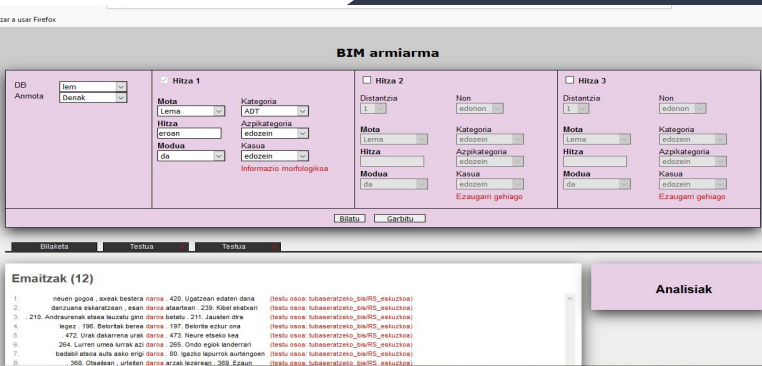 zar a usar Firefox
BIM armiarma
DB lem
Anmota Denak
Hitza 1
Mota Kategoria
Lema ADT
Hitza Azpikategoria
eroan edozein
Modua Kasua
da edozein
Informazio morfologikoa
Hitza 2
Distantzia Non
1 edonon
Mota Kategoria
Lema edozein
Hitza Azpikategoria
edozein
Modua Kasua
da edozein
Ezaugarri gehiago
Hitza 3
Distantzia Non
1 edonon
Mota Kategoria
Lema edozein
Hitza Azpikategoria
edozein
Modua Kasua
da edozein
Ezaugarri gehiago
Bilatu Garbitu
Bilaketa Testua X Testua X
Emaitzak (12)
Analisiak
1. neuen gogoa , axeak bestera naroa . 420. Ugatzean edaten dana (testu osoa: tubaseratzeko_bis/RS_eskuzkoa)
2. danzuana eskaratzean , esan daroa ataartean . 239. Kibel ekatxari (testu osoa: tubaseratzeko_bis/RS_eskuzkoa)
3. . 210. Andraurenak etsea lauzatu gino daroa betatu . 211. Jausten dira (testu osoa: tubaseratzeko_bis/RS_eskuzkoa)
4. legez . 196. Beloritak berea daroa . 197. Belorita ezkur ona (testu osoa: tubaseratzeko_bis/RS_eskuzkoa)
5. . 472. Urak dakarrena urak daroa . 473. Neure etseko kea (testu osoa: tubaseratzeko_bis/RS_eskuzkoa)
6. 264. Lurren umea lurrak azi daroa . 265. Ondo egiok landerrari (testu osoa: tubaseratzeko_bis/RS_eskuzkoa)
7. badabil atsoa auts asko erigi daroa . 80. Igazko lapurrok aurtengoen (testu osoa: tubaseratzeko_bis/RS_eskuzkoa)
8. . 368. Otsailean , urteiten daroa arzak lezerean . 369. Ezaun (testu osoa: tubaseratzeko_bis/RS_eskuzkoa)